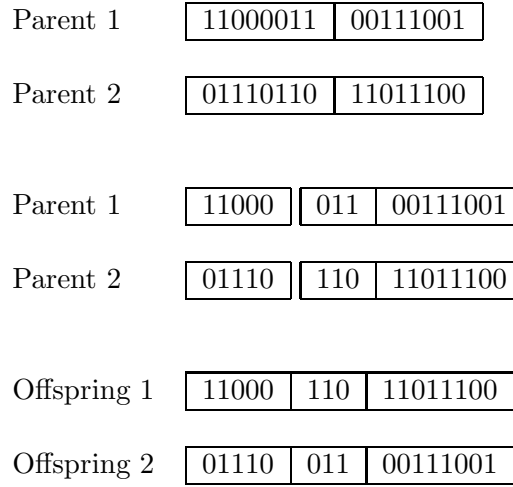 Parent 1 11000011 00111001
Parent 2 01110110 11011100
Parent 1 11000 011 00111001
Parent 2 01110 110 11011100
Offspring 1 11000 110 11011100
Offspring 2 01110 011 00111001